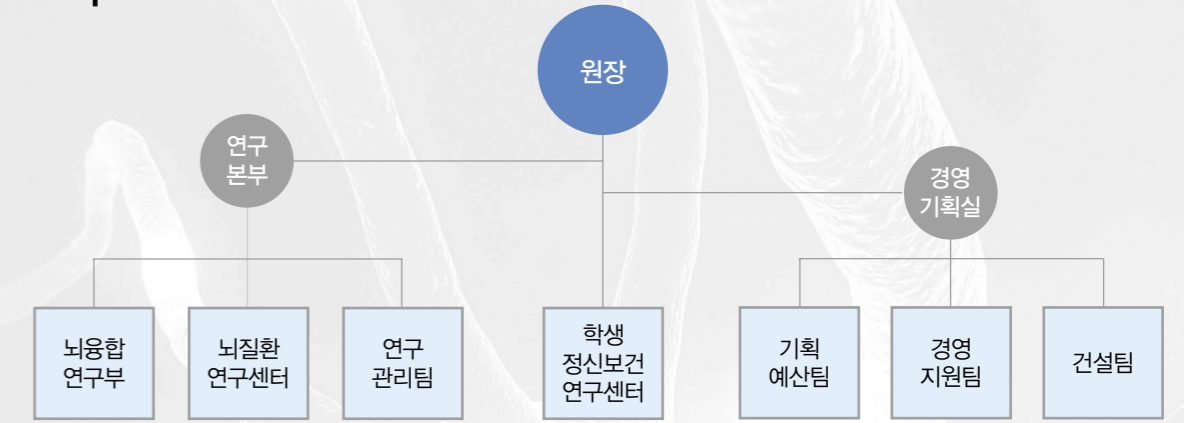 원장
연구
본부
경영
기획실
뇌융합
연구부
뇌질환
연구센터
연구
관리팀
학생
정신보건
연구센터
기획
예산팀
경영
지원팀
건설팀